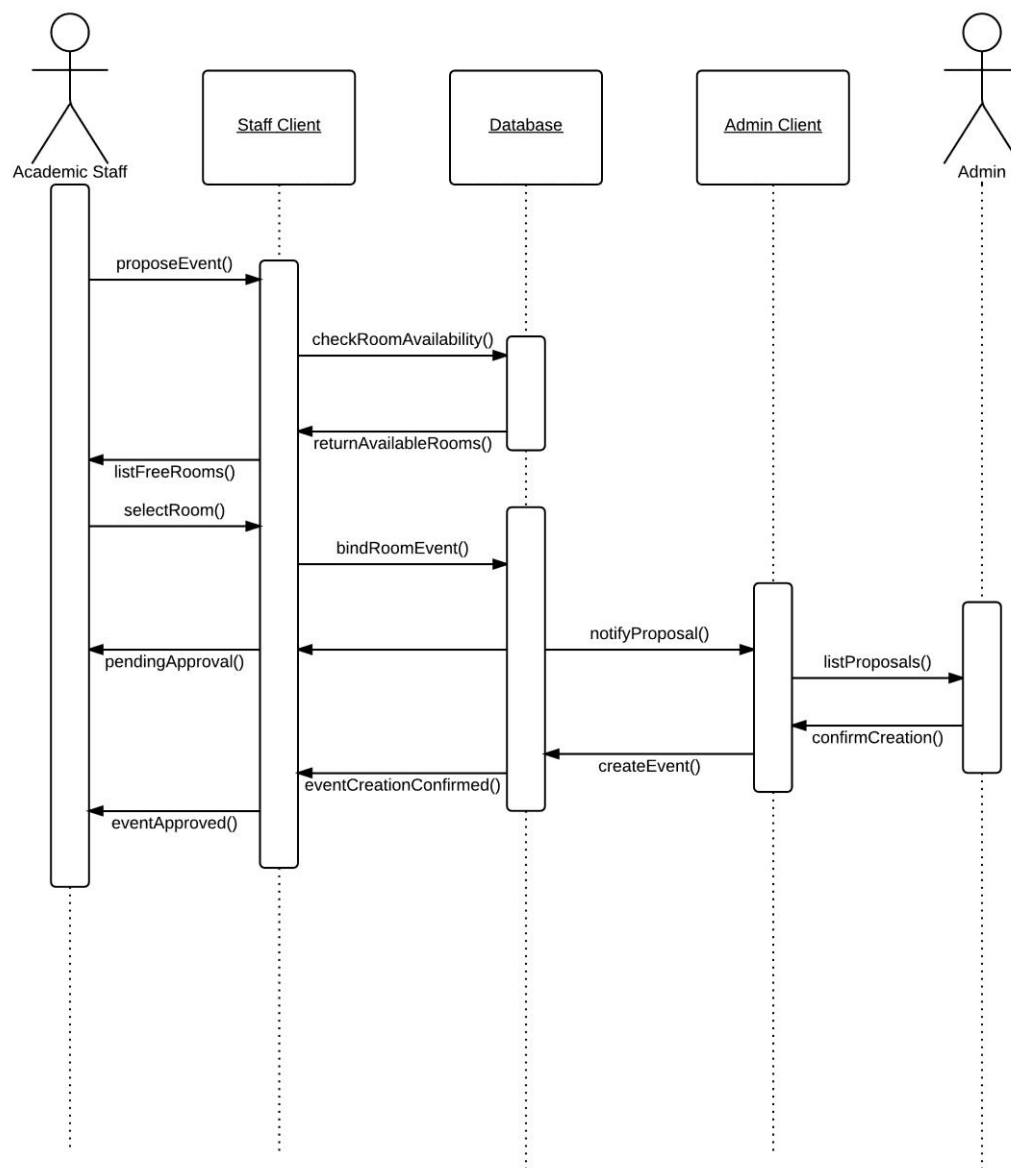 Academic Staff
Staff Client
Database
Admin Client
Admin
proposeEvent()
checkRoomAvailability()
returnAvailableRooms()
listFreeRooms()
selectRoom()
bindRoomEvent()
notifyProposal()
pendingApproval()
listProposals()
confirmCreation()
createEvent()
eventCreationConfirmed()
eventApproved()